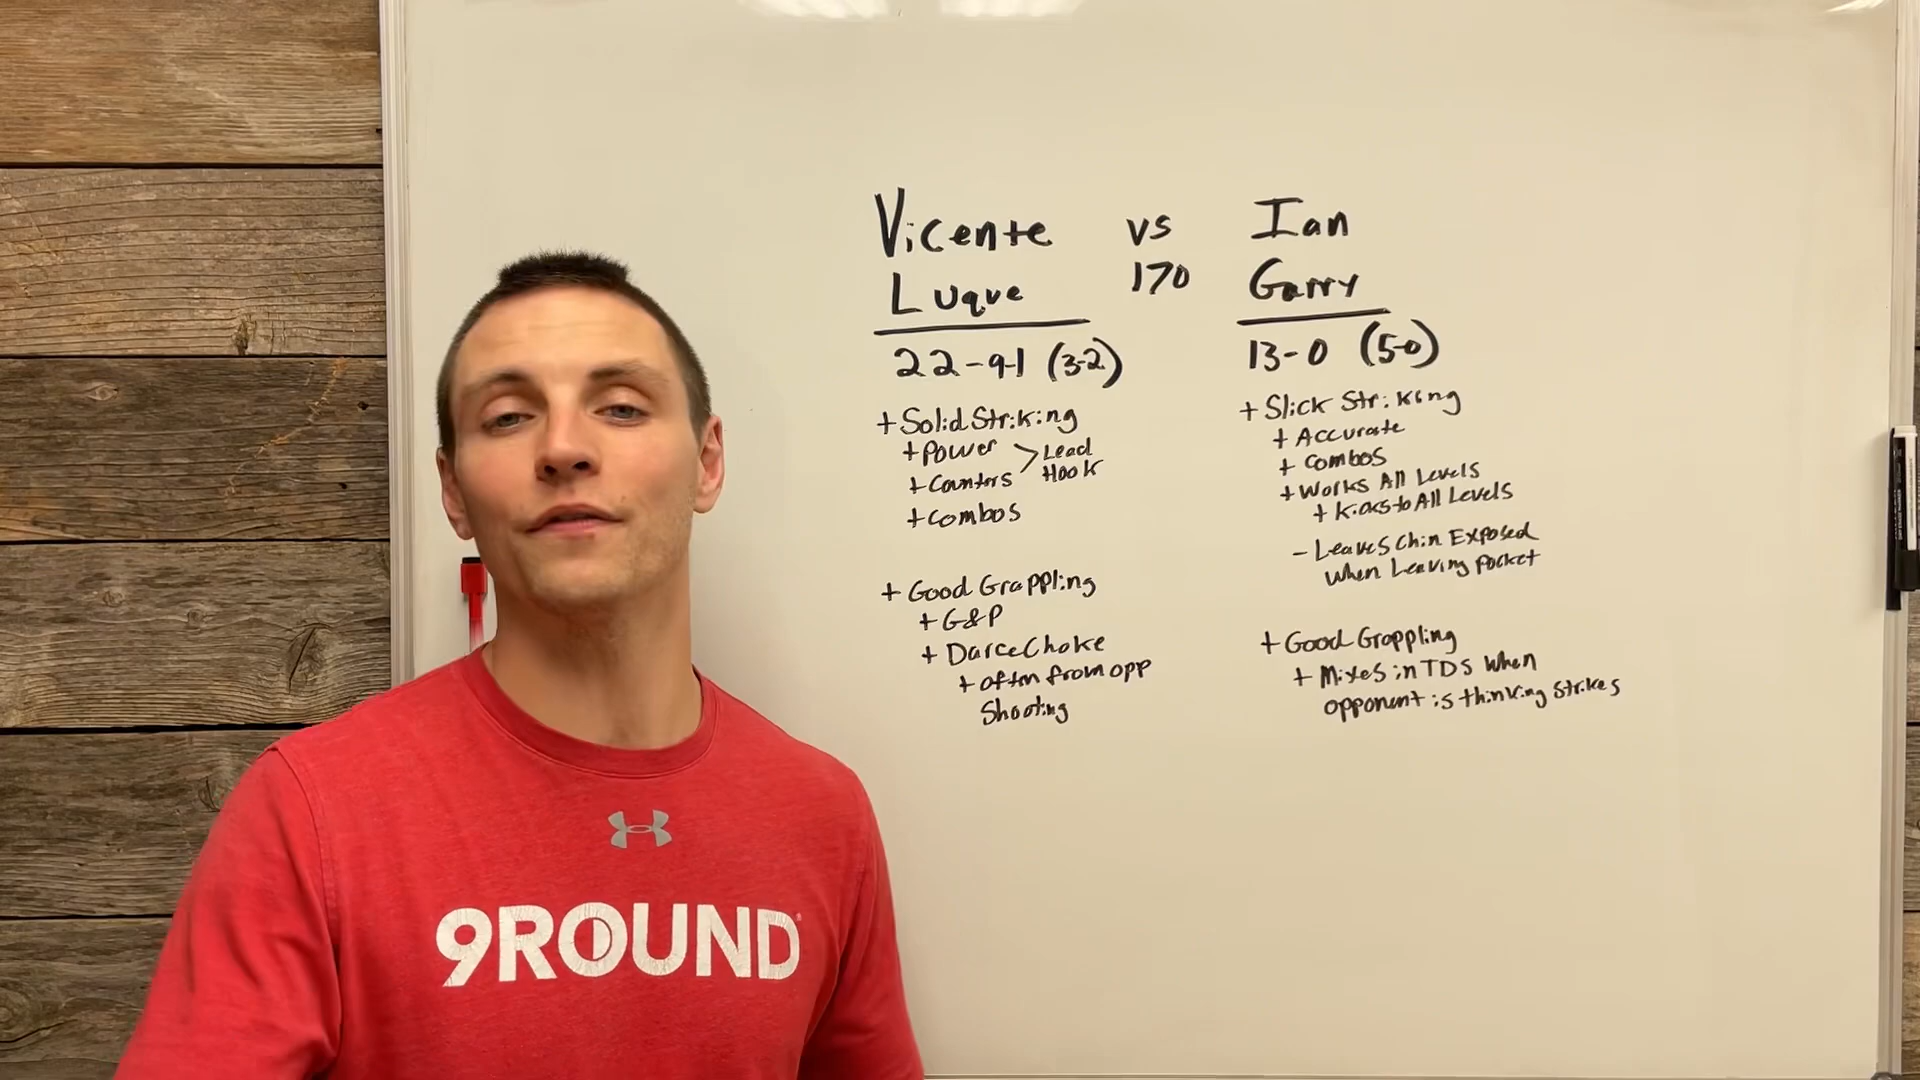 Vicente vs Ian
Luque 170 Garry
22-9-1 (3-2)
+ Solid Striking
+ Power
+ Counters > Lead Hook
+ Combos
+ Good Grappling
+ G&P
+ Darce Choke
+ often from opp
Shooting
13-0 (5-0)
+ Slick Striking
+ Accurate
+ Combos
+ Works All Levels
+ Kicks to All Levels
- Leaves Chin Exposed
when Leaving Pocket
+ Good Grappling
+ Mixes in TDS when
opponent is thinking strikes
9ROUND